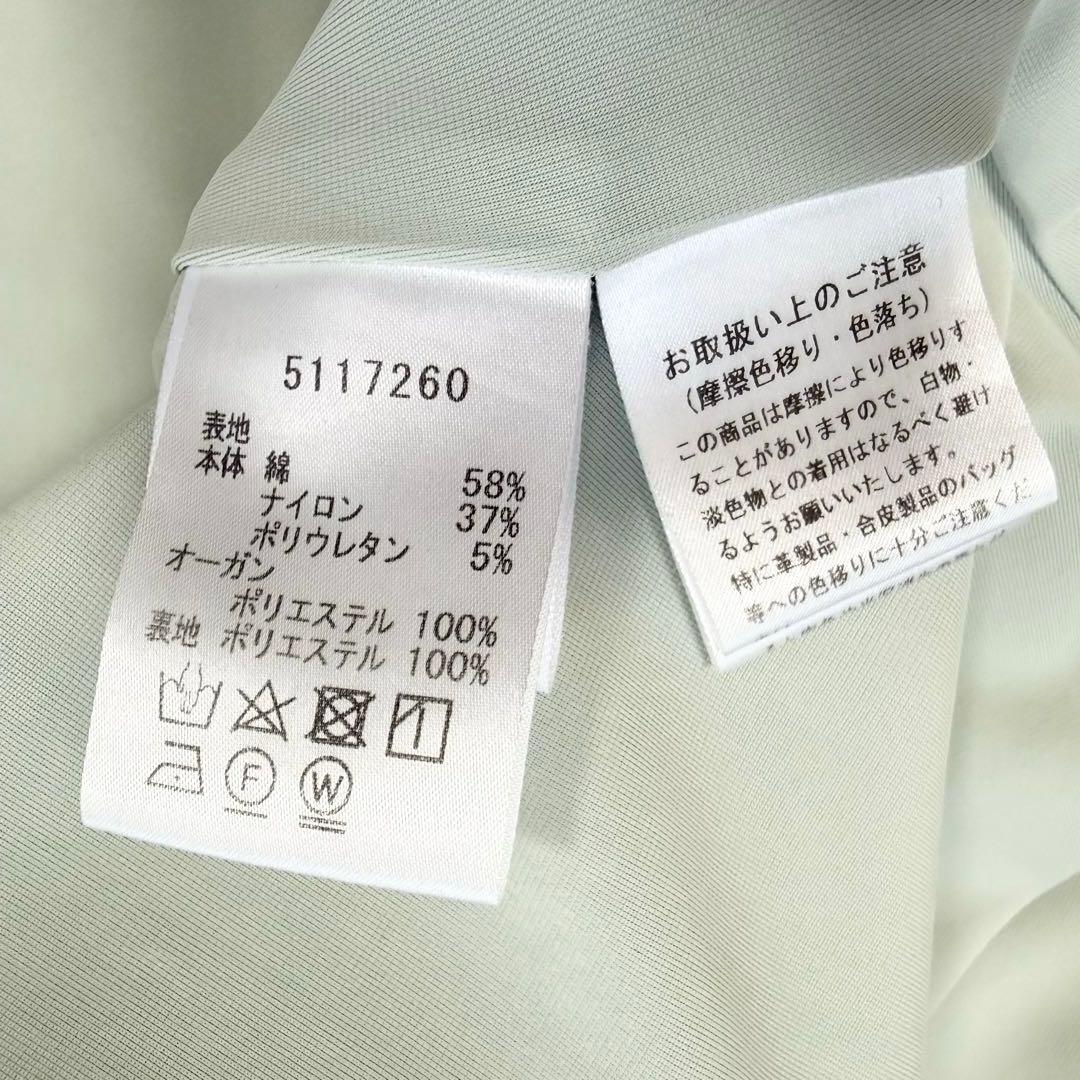 5117260
表地
本体 綿 58%
ナイロン 37%
ポリウレタン 5%
オーガン
ポリエステル 100%
裏地 ポリエステル 100%
F W
お取扱い上のご注意
(摩擦色移り・色落ち)
この商品は摩擦により色移りす
ることがありますので、白物・
淡色物との着用はなるべく避け
るようお願いいたします。
特に革製品・合皮製品のバッグ
等への色移りに十分ご注意くだ